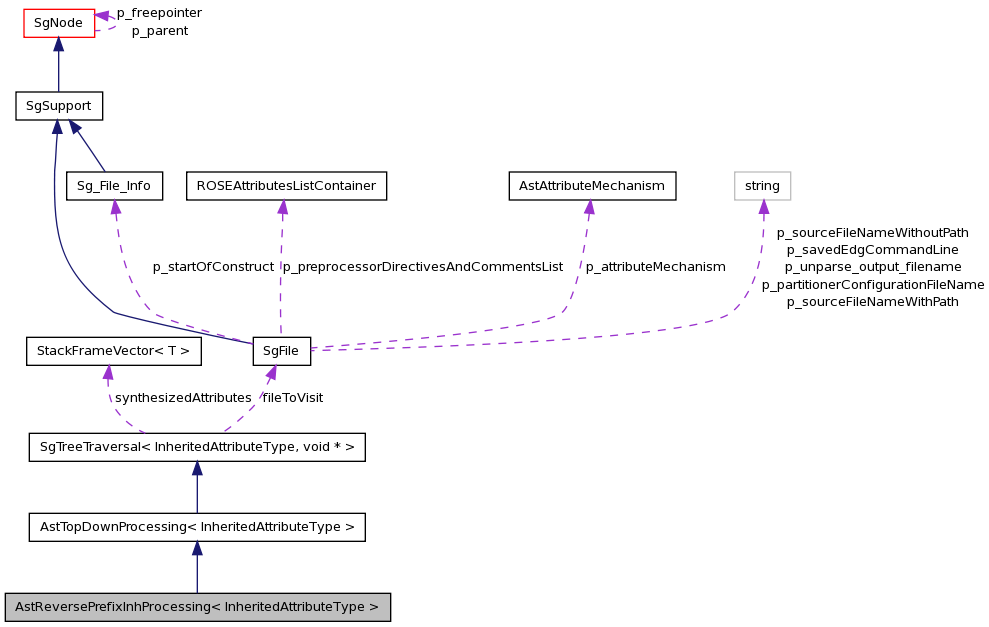 p_freepointer
SgNode
p_parent
SgSupport
Sg_File_Info
ROSEAttributesListContainer
AstAttributeMechanism
string
p_sourceFileNameWithoutPath
p_savedEdgCommandLine
p_startOfConstruct
p_preprocessorDirectivesAndCommentsList
p_attributeMechanism
p_unparse_output_filename
p_partitionerConfigurationFileName
p_sourceFileNameWithPath
StackFrameVector< T >
SgFile
synthesizedAttributes
fileToVisit
SgTreeTraversal< InheritedAttributeType, void * >
AstTopDownProcessing< InheritedAttributeType >
AstReversePrefixInhProcessing< InheritedAttributeType >